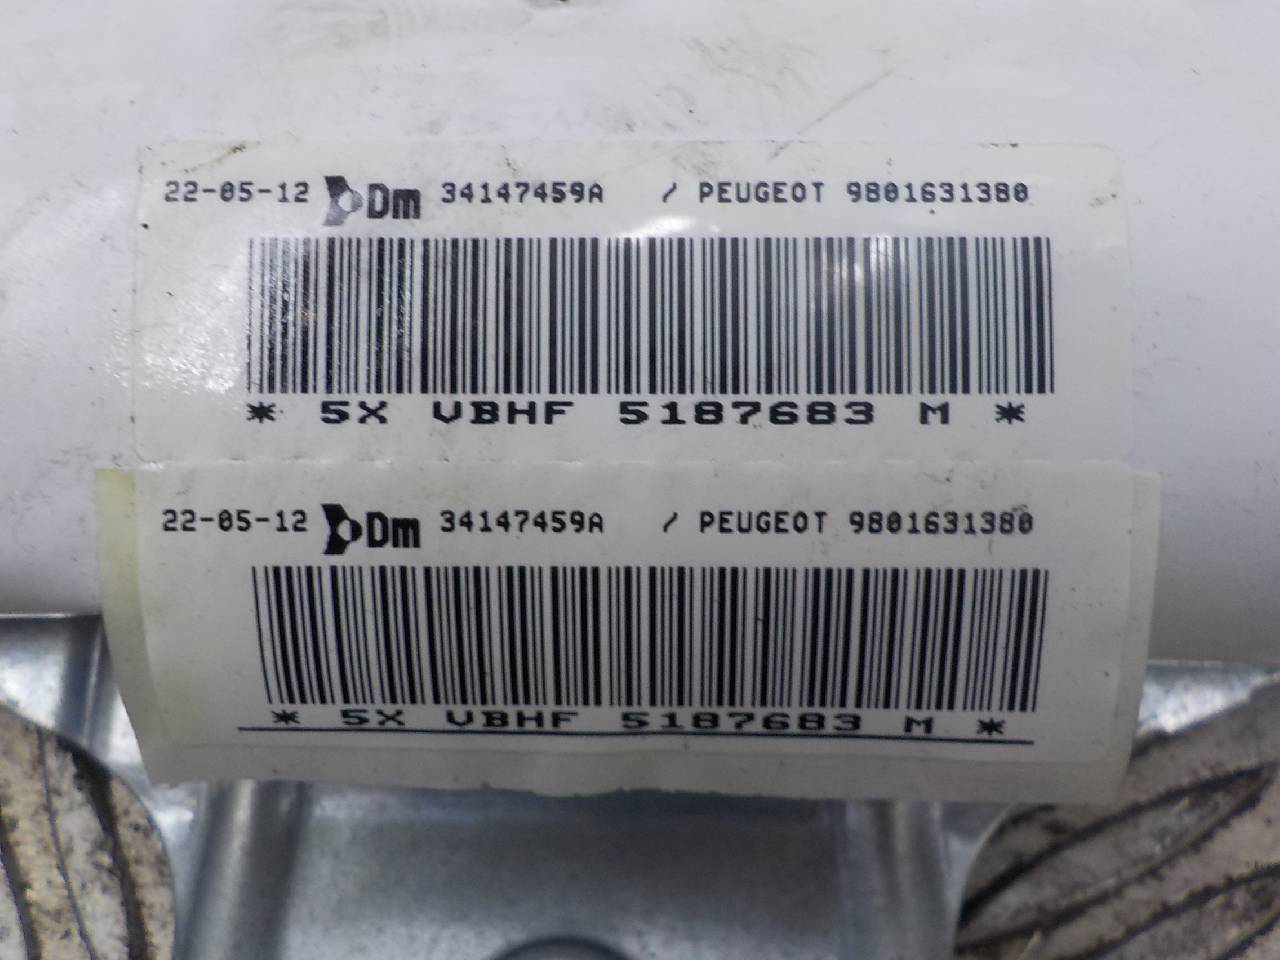 22-05-12 Dm 34147459A / PEUGEOT 9801631380
* 5X VBHF 5187683 M *
22-05-12 Dm 34147459A / PEUGEOT 9801631380
* 5X VBHF 5187683 M *